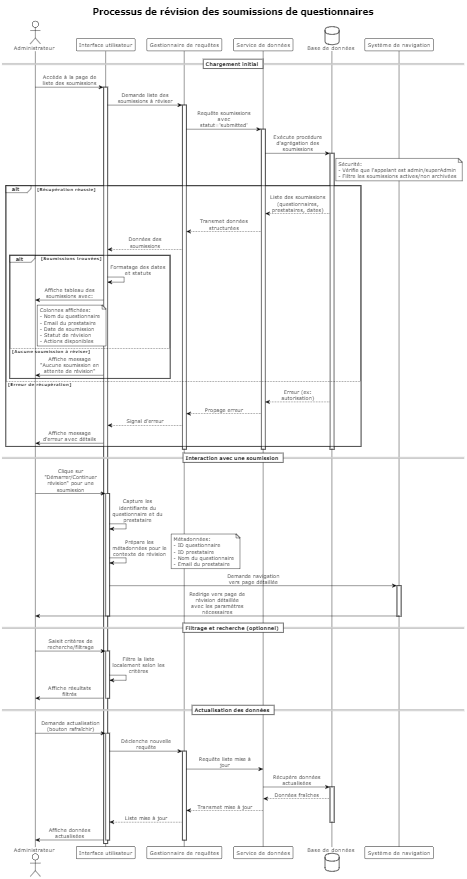 Processus de révision des soumissions de questionnaires
Administrateur
Interface utilisateur
Gestionnaire de requêtes
Service de données
Base de données
Système de navigation
Chargement initial
Accède à la page de
liste des soumissions
Demande liste des
soumissions à réviser
Requête soumissions
avec
statut: 'submitted'
Exécute procédure
d'agrégation des
soumissions
Sécurité:
- Vérifie que l'appelant est admin/superAdmin
- Filtre les soumissions actives/non archivées
alt
[Récupération réussie]
Liste des soumissions
(questionnaires,
prestataires, dates)
Transmet données
structurées
Données des
soumissions
alt
[Soumissions trouvées]
Formatage des dates
et statuts
Affiche tableau des
soumissions avec:
Colonnes affichées:
- Nom du questionnaire
- Email du prestataire
- Date de soumission
- Statut de révision
- Actions disponibles
[Aucune soumission à réviser]
Affiche message
"Aucune soumission en
attente de révision"
[Erreur de récupération]
Erreur (ex:
autorisation)
Propage erreur
Signal d'erreur
Affiche message
d'erreur avec détails
Interaction avec une soumission
Clique sur
"Démarrer/Continuer
révision" pour une
soumission
Capture les
identifiants du
questionnaire et du
prestataire
Prépare les
métadonnées pour le
contexte de révision
Métadonnées:
- ID questionnaire
- ID prestataire
- Nom du questionnaire
- Email du prestataire
Demande navigation
vers page détaillée
Redirige vers page de
révision détaillée
avec les paramètres
nécessaires
Filtrage et recherche (optionnel)
Saisit critères de
recherche/filtrage
Filtre la liste
localement selon les
critères
Affiche résultats
filtrés
Actualisation des données
Demande actualisation
(bouton rafraîchir)
Déclenche nouvelle
requête
Requête liste mise à
jour
Récupère données
actualisées
Données fraîches
Transmet mise à jour
Liste mise à jour
Affiche données
actualisées
Administrateur
Interface utilisateur
Gestionnaire de requêtes
Service de données
Base de données
Système de navigation